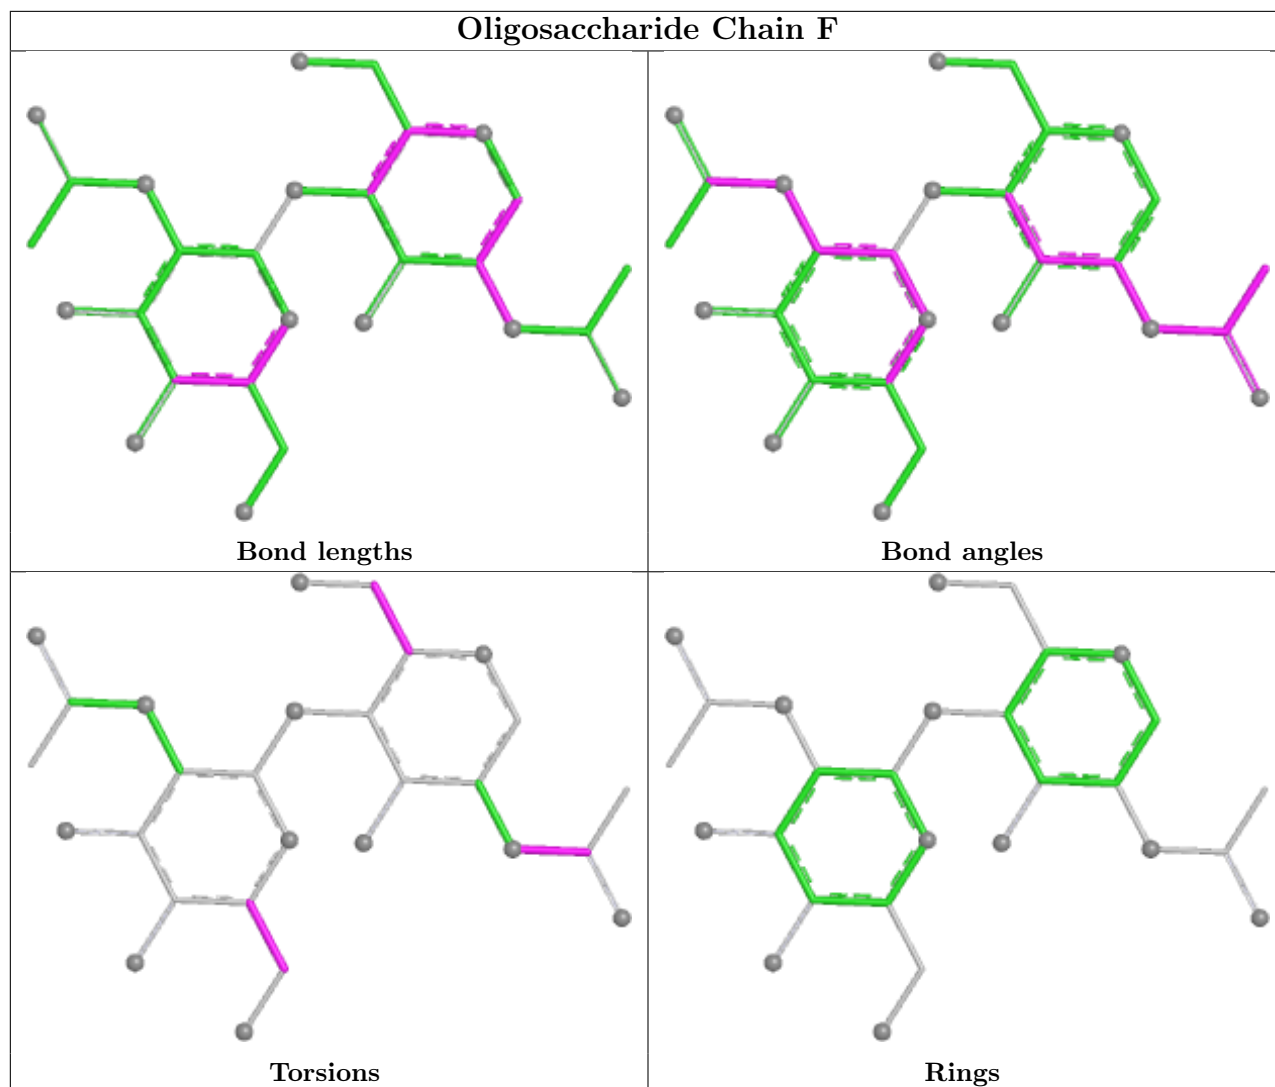 Oligosaccharide Chain F
Bond lengths
Bond angles
Torsions
Rings